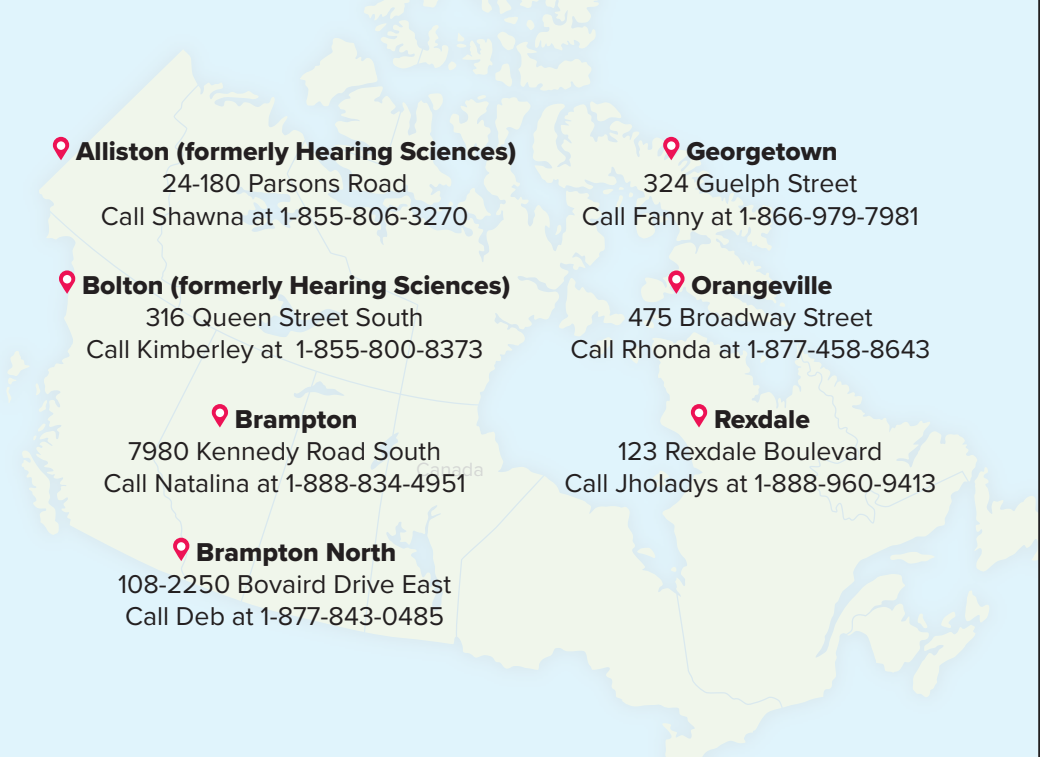 Alliston (formerly Hearing Sciences)
24-180 Parsons Road
Call Shawna at 1-855-806-3270
Bolton (formerly Hearing Sciences)
316 Queen Street South
Call Kimberley at  1-855-800-8373
Brampton
7980 Kennedy Road South
Call Natalina at 1-888-834-4951
Canada
Brampton North
108-2250 Bovaird Drive East
Call Deb at 1-877-843-0485
Georgetown
324 Guelph Street
Call Fanny at 1-866-979-7981
Orangeville
475 Broadway Street
Call Rhonda at 1-877-458-8643
Rexdale
123 Rexdale Boulevard
Call Jholadys at 1-888-960-9413